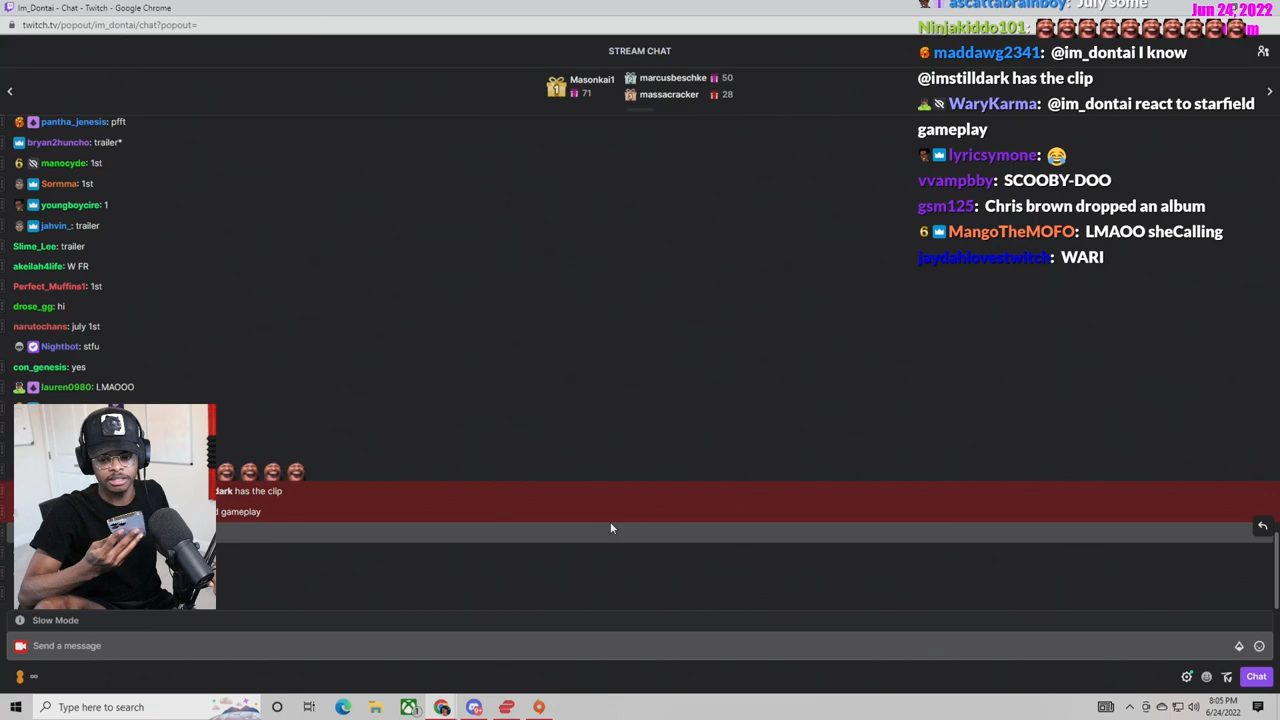 Im_Dontai - Chat - Twitch - Google Chrome
twitch.tv/popout/im_dontai/chat?popout=
STREAM CHAT
Masonkai1
71
marcusbeschke 50
massacracker 28
pantha_jenesis: pfft
bryan2huncho: trailer*
manocyde: 1st
Sormma: 1st
youngboycire: 1
jahvin_: trailer
Slime_Lee: trailer
akeilah4life: W FR
Perfect_Muffins1: 1st
drose_gg: hi
narutochans: july 1st
Nightbot: stfu
con_genesis: yes
lauren0980: LMAOOO
dark has the clip
d gameplay
Slow Mode
Send a message
Chat
Type here to search
8:05 PM
6/24/2022
Jun 24, 2022
ascattabrainboy: July some
Ninjakiddo101:
maddawg2341: @im_dontai I know
@imstilldark has the clip
WaryKarma: @im_dontai react to starfield
gameplay
lyricsymone:
vvampbby: SCOOBY-DOO
gsm125: Chris brown dropped an album
MangoTheMOFO: LMAOO sheCalling
jaydahlovestwitch: WARI